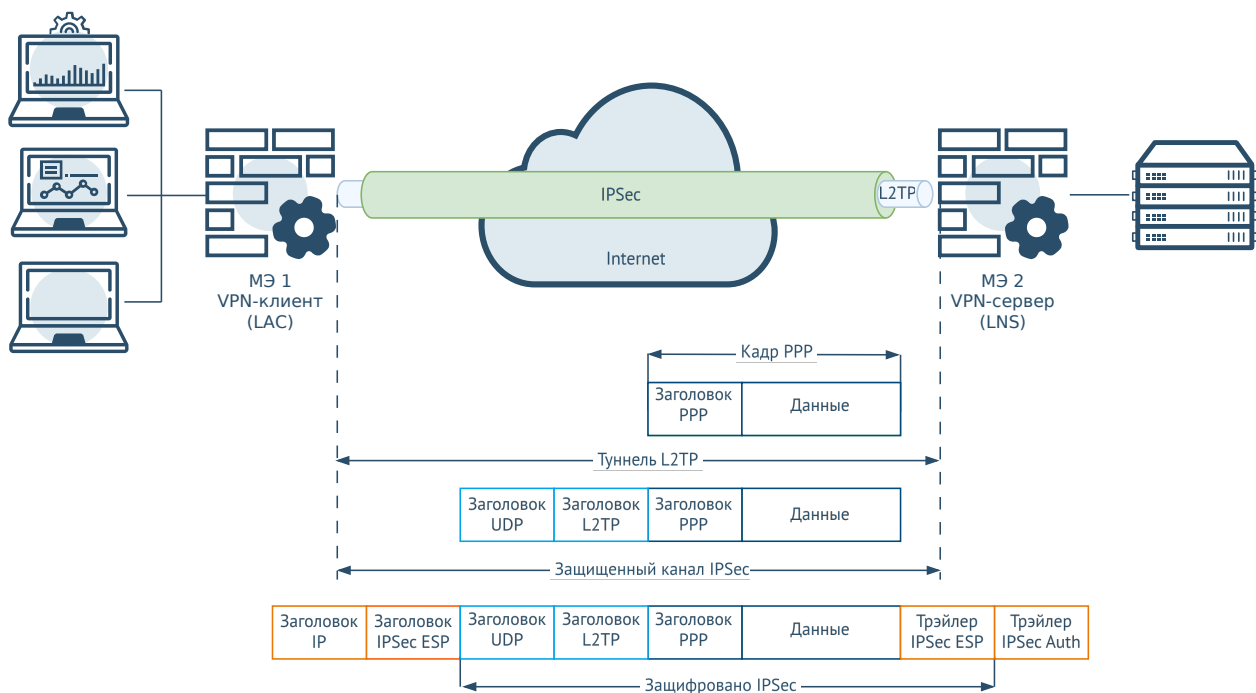 IPSec
L2TP
Internet
МЭ 1
VPN-клиент
(LAC)
МЭ 2
VPN-сервер
(LNS)
Кадр PPP
Заголовок
PPP
Данные
Туннель L2TP
Заголовок
UDP
Заголовок
L2TP
Заголовок
PPP
Данные
Защищенный канал IPSec
Заголовок
IP
Заголовок
IPSec ESP
Заголовок
UDP
Заголовок
L2TP
Заголовок
PPP
Данные
Трэйлер
IPSec ESP
Трэйлер
IPSec Auth
Зашифровано IPSec